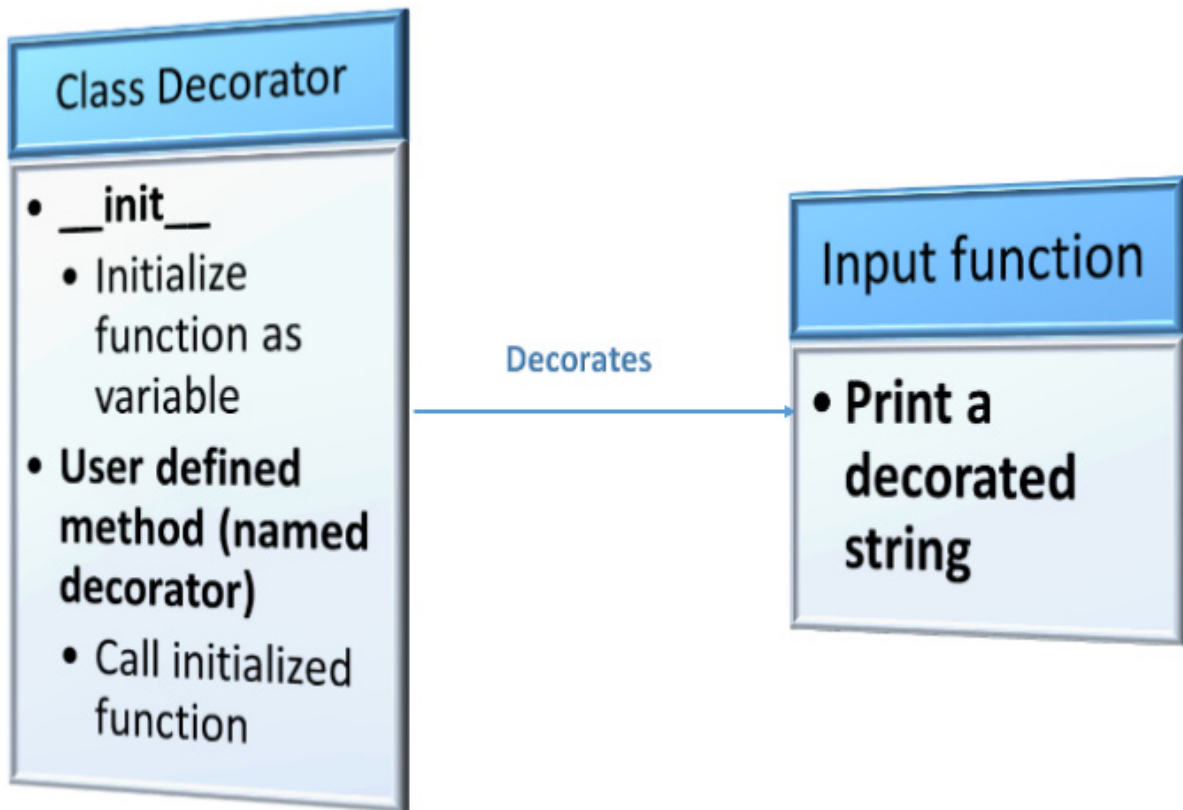 Class Decorator
• __init__
• Initialize
function as
variable
• User defined
method (named
decorator)
• Call initialized
function
Decorates
Input function
• Print a
decorated
string